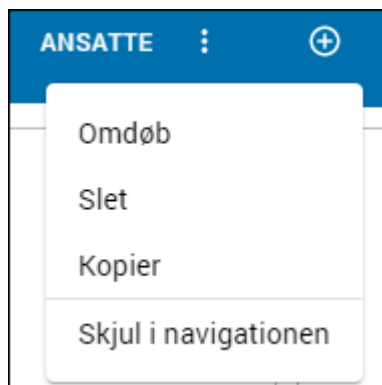 ANSATTE
Omdøb
Slet
Kopier
Skjul i navigationen